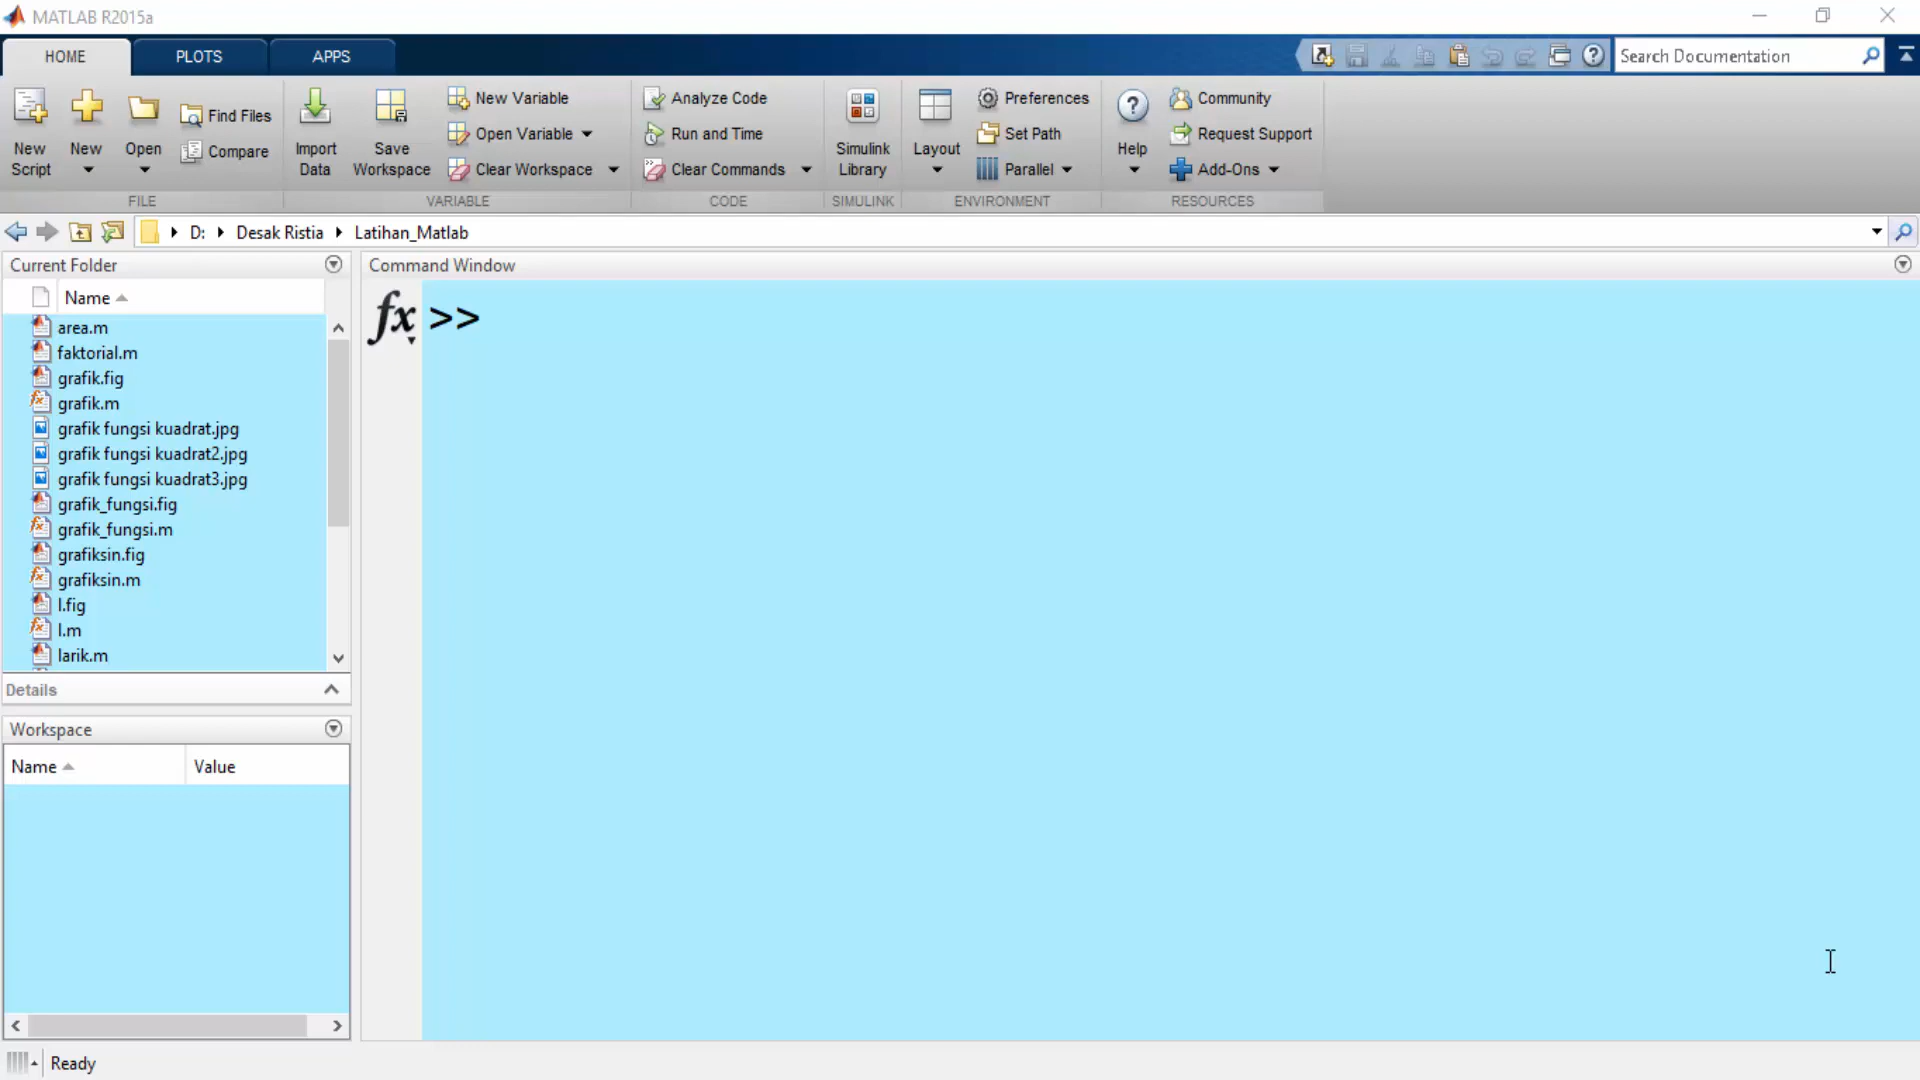 MATLAB R2015a
HOME PLOTS APPS Search Documentation
New Script New Open Find Files Compare Import Data Save Workspace New Variable Open Variable Clear Workspace Analyze Code Run and Time Clear Commands Simulink Library Layout Preferences Set Path Parallel Help Community Request Support Add-Ons
FILE VARIABLE CODE SIMULINK ENVIRONMENT RESOURCES
D: Desak Ristia Latihan_Matlab
Current Folder
Name
area.m
faktorial.m
grafik.fig
grafik.m
grafik fungsi kuadrat.jpg
grafik fungsi kuadrat2.jpg
grafik fungsi kuadrat3.jpg
grafik_fungsi.fig
grafik_fungsi.m
grafiksin.fig
grafiksin.m
l.fig
l.m
larik.m
Details
Workspace
Name Value
Command Window
fx >>
Ready